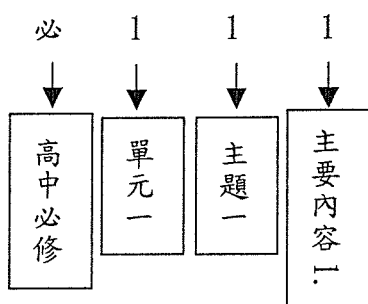 必 1 1 1
高中必修
單元一
主題一
主要內容 1.